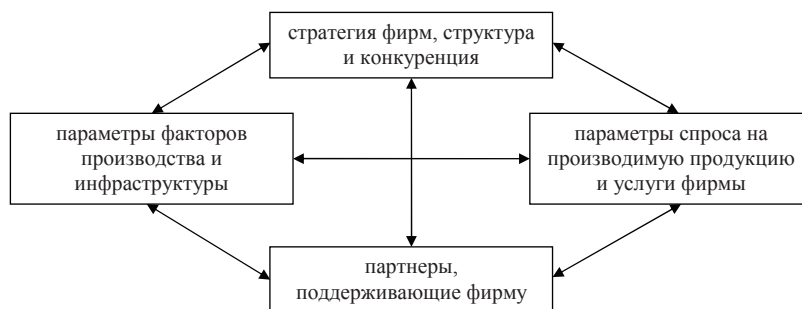 стратегия фирм, структура
и конкуренция
параметры факторов
производства и
инфраструктуры
параметры спроса на
производимую продукцию
и услуги фирмы
партнеры,
поддерживающие фирму